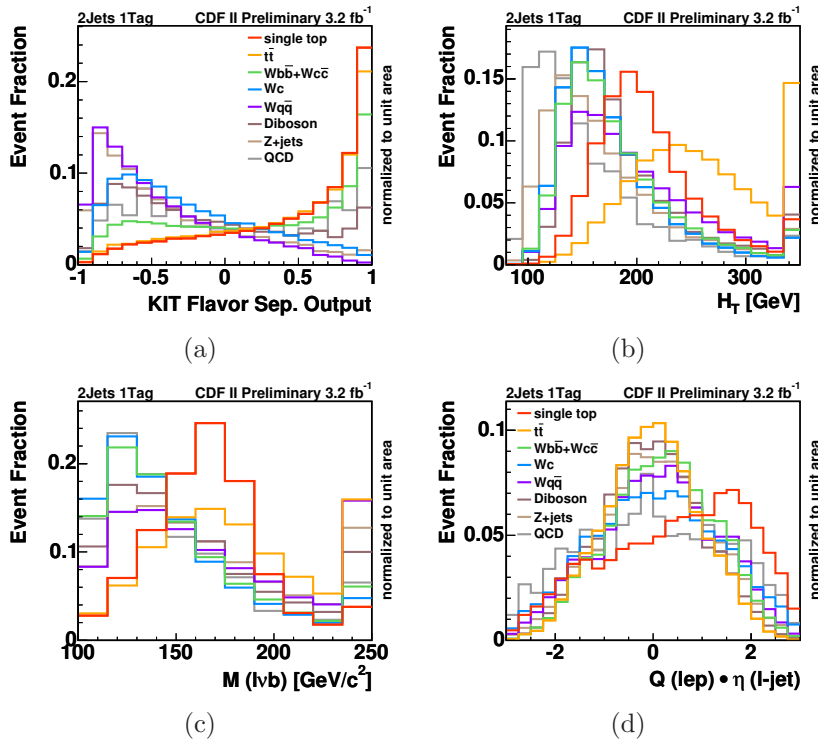 2Jets 1Tag CDF II Preliminary 3.2 fb⁻¹
Event Fraction
0.4
0.2
0
single top
tt̄
Wbb̄+Wcc̄
Wc
Wqq̄
Diboson
Z+jets
QCD
normalized to unit area
-1 -0.5 0 0.5 1
KIT Flavor Sep. Output
(a)
2Jets 1Tag CDF II Preliminary 3.2 fb⁻¹
Event Fraction
0.15
0.1
0.05
0
normalized to unit area
100 200 300
H_T [GeV]
(b)
2Jets 1Tag CDF II Preliminary 3.2 fb⁻¹
Event Fraction
0.2
0.1
0
normalized to unit area
100 150 200 250
M (lνb) [GeV/c²]
(c)
2Jets 1Tag CDF II Preliminary 3.2 fb⁻¹
Event Fraction
0.1
0.05
0
single top
tt̄
Wbb̄+Wcc̄
Wc
Wqq̄
Diboson
Z+jets
QCD
normalized to unit area
-2 0 2
Q (lep) • η (l-jet)
(d)